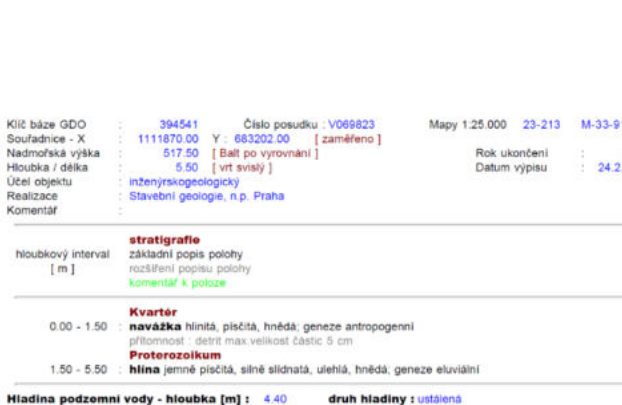 Klíč báze GDO : 394541 Číslo posudku : V069823 Mapy 1:25.000 23-213 M-33-9
Souřadnice - X : 1111870.00 Y : 683202.00 [ zaměřeno ]
Nadmořská výška : 517.50 [ Balt po vyrovnání ] Rok ukončení :
Hloubka / délka : 5.50 [ vrt svislý ] Datum výpisu : 24.2
Účel objektu : inženýrskogeologický
Realizace : Stavební geologie, n.p. Praha
Komentář :
stratigrafie
hloubkový interval základní popis polohy
[ m ] rozšíření popisu polohy
komentář k poloze
Kvartér
0.00 - 1.50 : navážka hlinitá, písčitá, hnědá; geneze antropogenní
přítomnost : detrit max.velikost částic 5 cm
Proterozoikum
1.50 - 5.50 : hlína jemně písčitá, silně slídnatá, ulehlá, hnědá; geneze eluviální
Hladina podzemní vody - hloubka [m] : 4.40 druh hladiny : ustálená